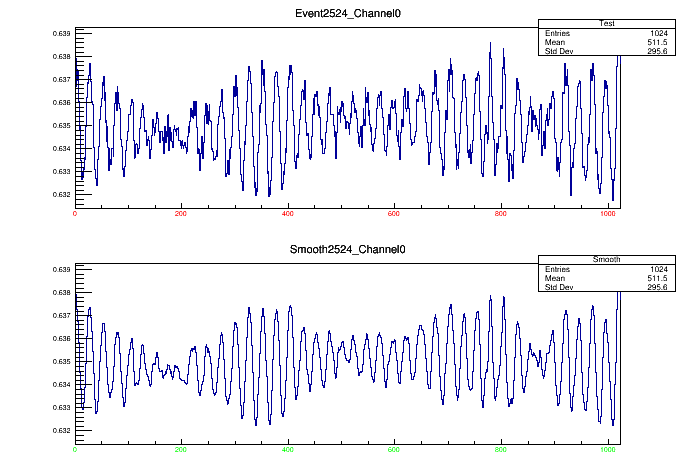 Event2524_Channel0
Test
Entries 1024
Mean 511.5
Std Dev 295.6
0.639
0.638
0.637
0.636
0.635
0.634
0.633
0.632
0 200 400 600 800 1000
Smooth2524_Channel0
Smooth
Entries 1024
Mean 511.5
Std Dev 295.6
0.639
0.638
0.637
0.636
0.635
0.634
0.633
0.632
0 200 400 600 800 1000